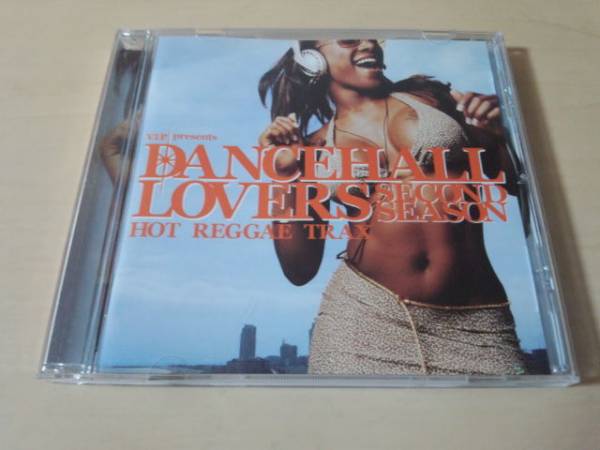 V.I.P presents
DANCEHALL
LOVERS SECOND SEASON
HOT REGGAE TRAX